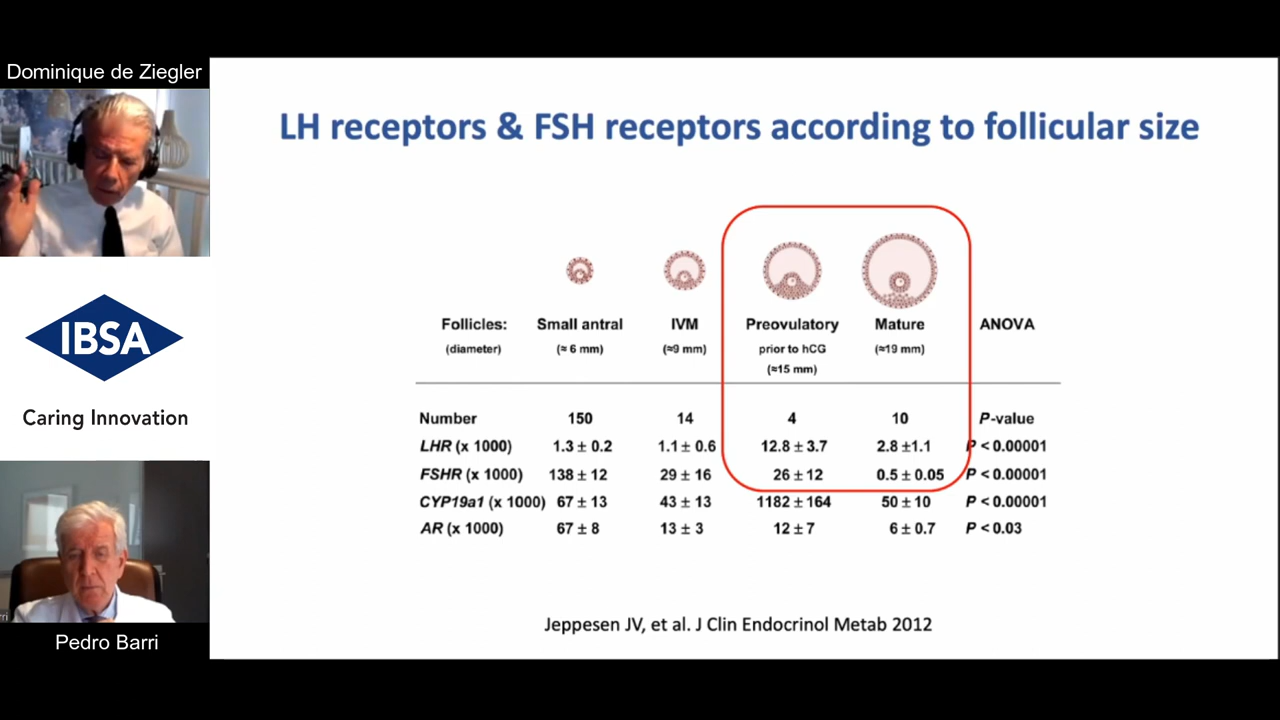 Dominique de Ziegler
IBSA
Caring Innovation
Pedro Barri
LH receptors & FSH receptors according to follicular size
Follicles: Small antral IVM Preovulatory Mature ANOVA
(diameter) (≈ 6 mm) (≈9 mm) prior to hCG (≈19 mm)
(≈15 mm)
Number 150 14 4 10 P-value
LHR (x 1000) 1.3 ± 0.2 1.1 ± 0.6 12.8 ± 3.7 2.8 ±1.1 P < 0.00001
FSHR (x 1000) 138 ± 12 29 ± 16 26 ± 12 0.5 ± 0.05 P < 0.00001
CYP19a1 (x 1000) 67 ± 13 43 ± 13 1182 ± 164 50 ± 10 P < 0.00001
AR (x 1000) 67 ± 8 13 ± 3 12 ± 7 6 ± 0.7 P < 0.03
Jeppesen JV, et al. J Clin Endocrinol Metab 2012